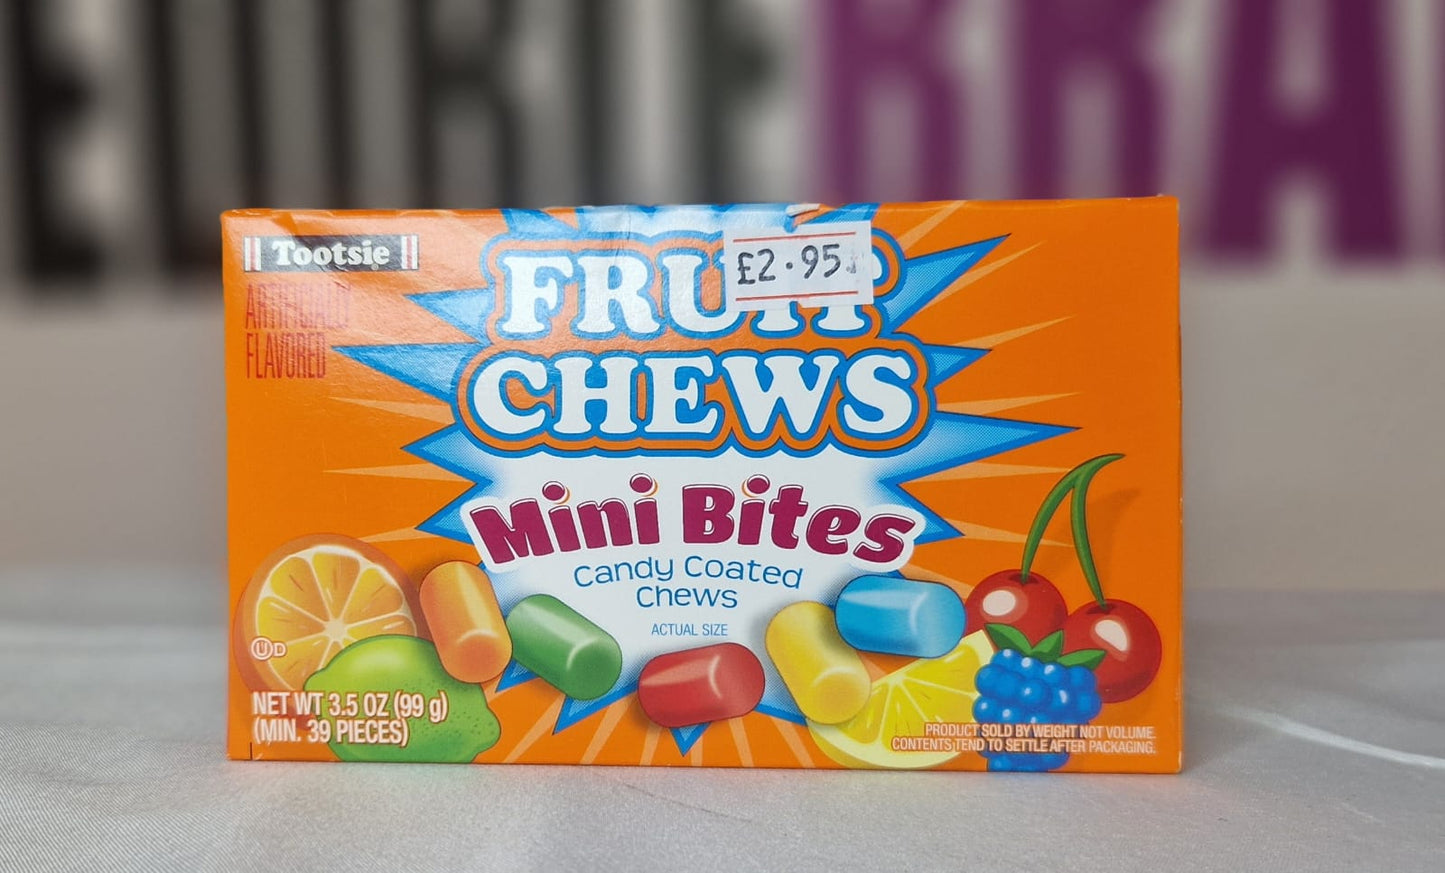 Tootsie
ARTIFICIALLY
FLAVORED
FRUIT
£2.95
CHEWS
Mini Bites
Candy Coated
Chews
ACTUAL SIZE
U D
NET WT 3.5 OZ (99 g)
(MIN. 39 PIECES)
PRODUCT SOLD BY WEIGHT NOT VOLUME.
CONTENTS TEND TO SETTLE AFTER PACKAGING.